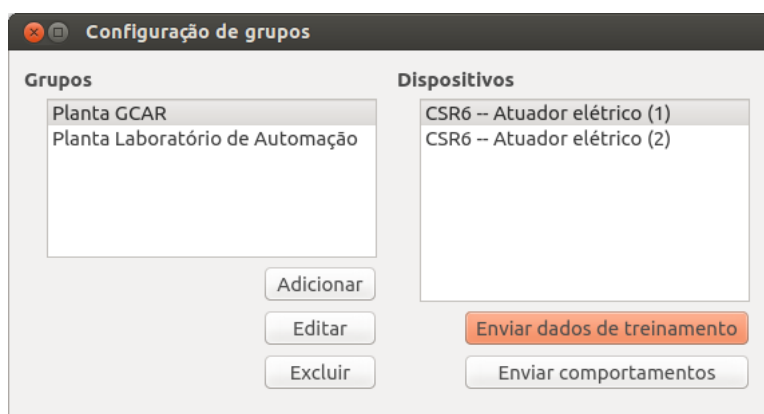 Configuração de grupos
Grupos
Planta GCAR
Planta Laboratório de Automação
Adicionar
Editar
Excluir
Dispositivos
CSR6 -- Atuador elétrico (1)
CSR6 -- Atuador elétrico (2)
Enviar dados de treinamento
Enviar comportamentos